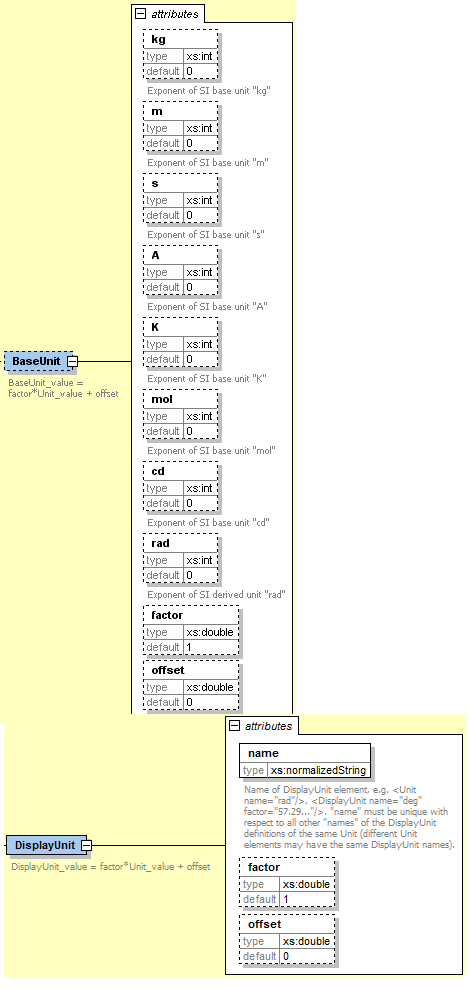 attributes
kg
type xs:int
default 0
Exponent of SI base unit "kg"
m
type xs:int
default 0
Exponent of SI base unit "m"
s
type xs:int
default 0
Exponent of SI base unit "s"
A
type xs:int
default 0
Exponent of SI base unit "A"
K
type xs:int
default 0
Exponent of SI base unit "K"
BaseUnit
BaseUnit_value =
factor*Unit_value + offset
mol
type xs:int
default 0
Exponent of SI base unit "mol"
cd
type xs:int
default 0
Exponent of SI base unit "cd"
rad
type xs:int
default 0
Exponent of SI derived unit "rad"
factor
type xs:double
default 1
offset
type xs:double
default 0
attributes
name
type xs:normalizedString
Name of DisplayUnit element, e.g. <Unit
name="rad"/>, <DisplayUnit name="deg"
factor="57.29..."/>. "name" must be unique with
respect to all other "names" of the DisplayUnit
definitions of the same Unit (different Unit
elements may have the same DisplayUnit names).
DisplayUnit
DisplayUnit_value = factor*Unit_value + offset
factor
type xs:double
default 1
offset
type xs:double
default 0